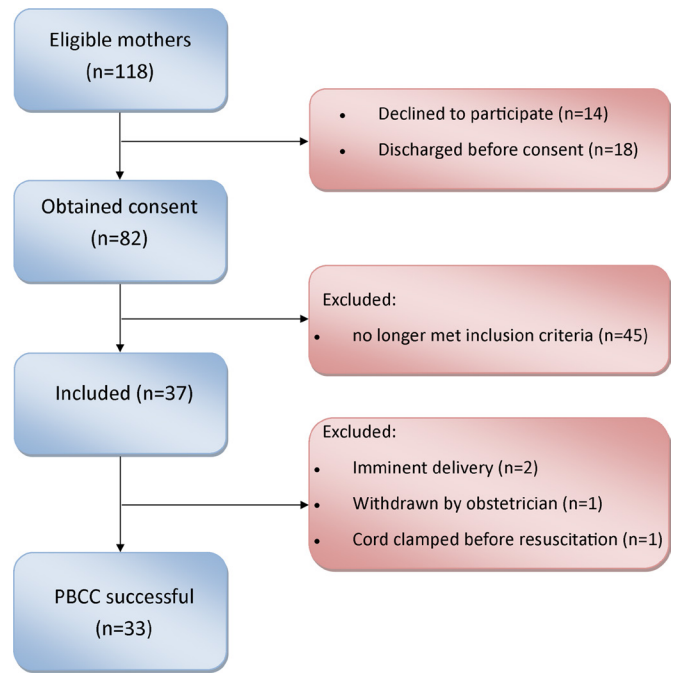 Eligible mothers
(n=118)
• Declined to participate (n=14)
• Discharged before consent (n=18)
Obtained consent
(n=82)
Excluded:
• no longer met inclusion criteria (n=45)
Included (n=37)
Excluded:
• Imminent delivery (n=2)
• Withdrawn by obstetrician (n=1)
• Cord clamped before resuscitation (n=1)
PBCC successful
(n=33)